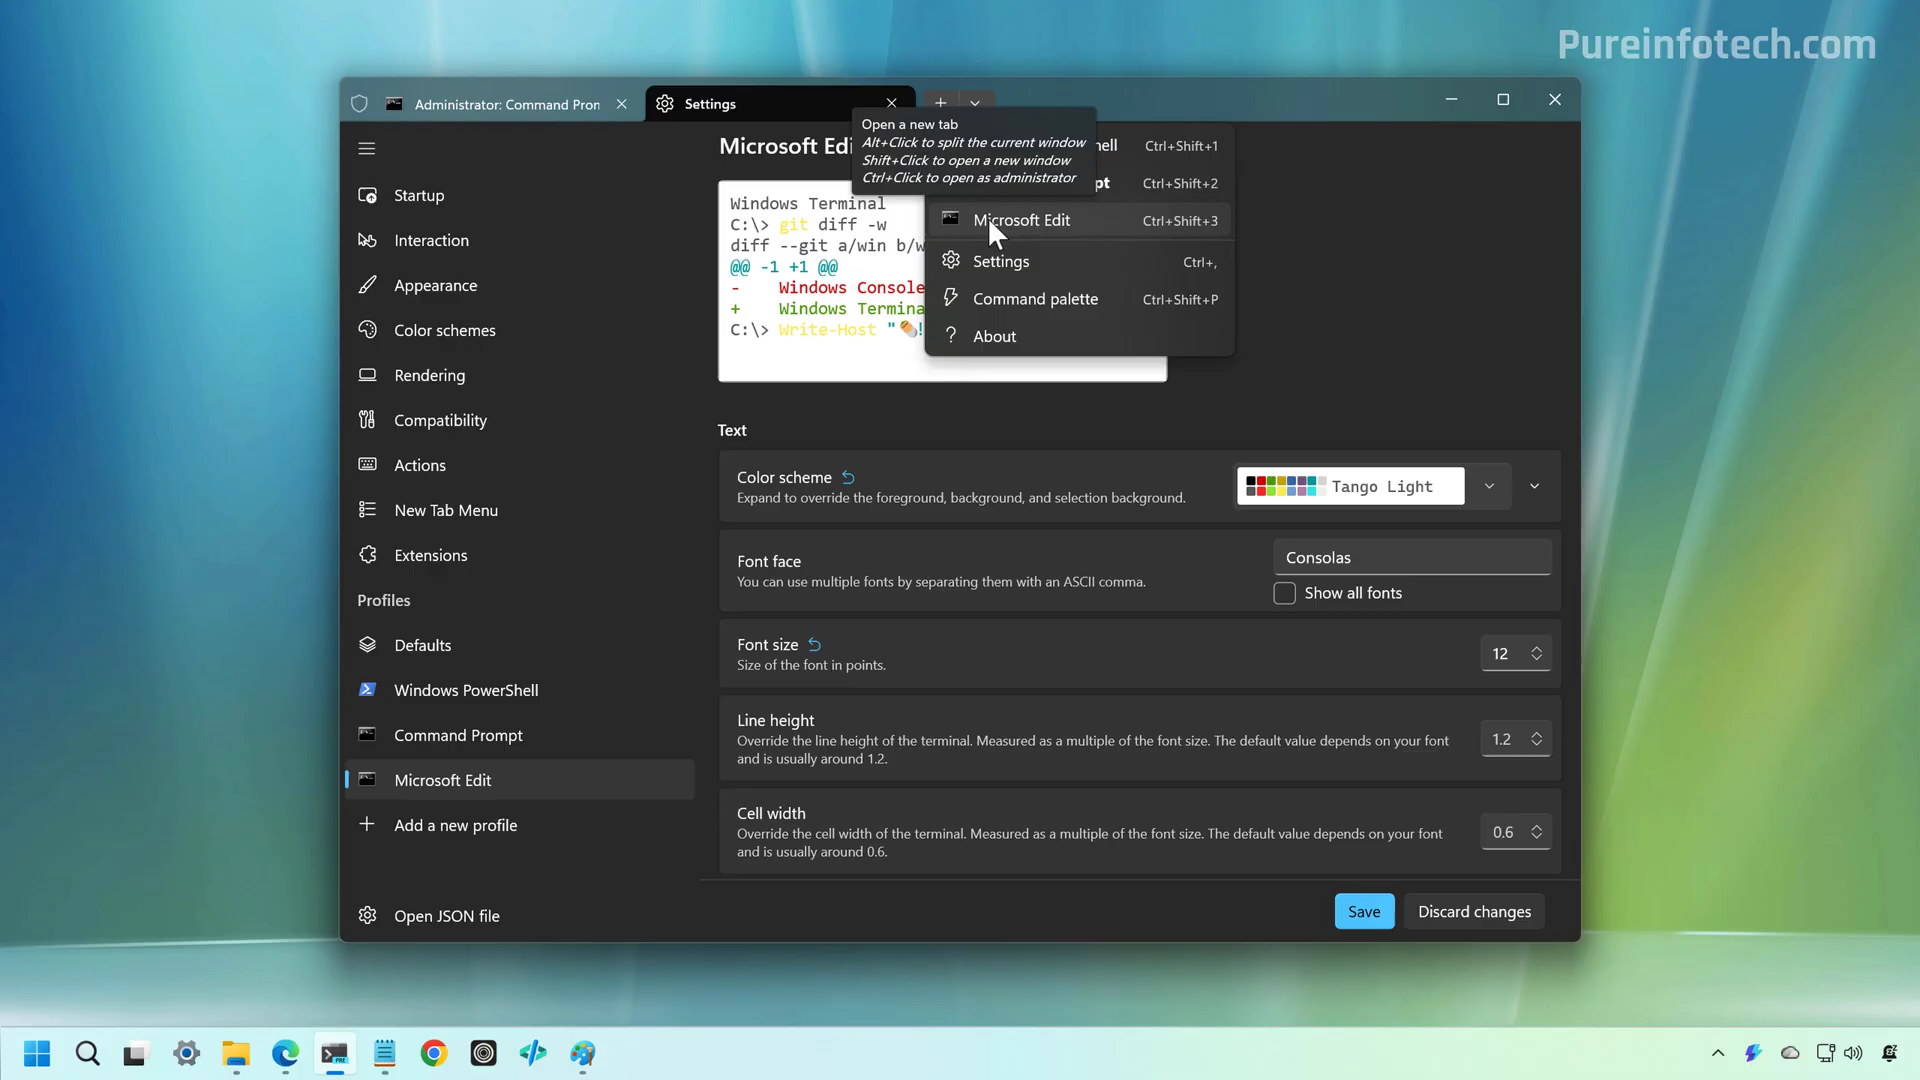 Pureinfotech.com
Administrator: Command Pron
Settings
Open a new tab
Alt+Click to split the current window
Shift+Click to open a new window
Ctrl+Click to open as administrator
Microsoft Edi
hell Ctrl+Shift+1
pt Ctrl+Shift+2
Microsoft Edit Ctrl+Shift+3
Settings Ctrl+,
Command palette Ctrl+Shift+P
About
Startup
Interaction
Appearance
Color schemes
Rendering
Compatibility
Actions
New Tab Menu
Extensions
Profiles
Defaults
Windows PowerShell
Command Prompt
Microsoft Edit
Add a new profile
Open JSON file
Windows Terminal
C:\> git diff -w
diff --git a/win b/w
@@ -1 +1 @@
- Windows Console
+ Windows Termina
C:\> Write-Host "🌯!
Text
Color scheme
Expand to override the foreground, background, and selection background.
Tango Light
Font face
You can use multiple fonts by separating them with an ASCII comma.
Consolas
Show all fonts
Font size
Size of the font in points.
12
Line height
Override the line height of the terminal. Measured as a multiple of the font size. The default value depends on your font
and is usually around 1.2.
1.2
Cell width
Override the cell width of the terminal. Measured as a multiple of the font size. The default value depends on your font
and is usually around 0.6.
0.6
Save
Discard changes
PRE